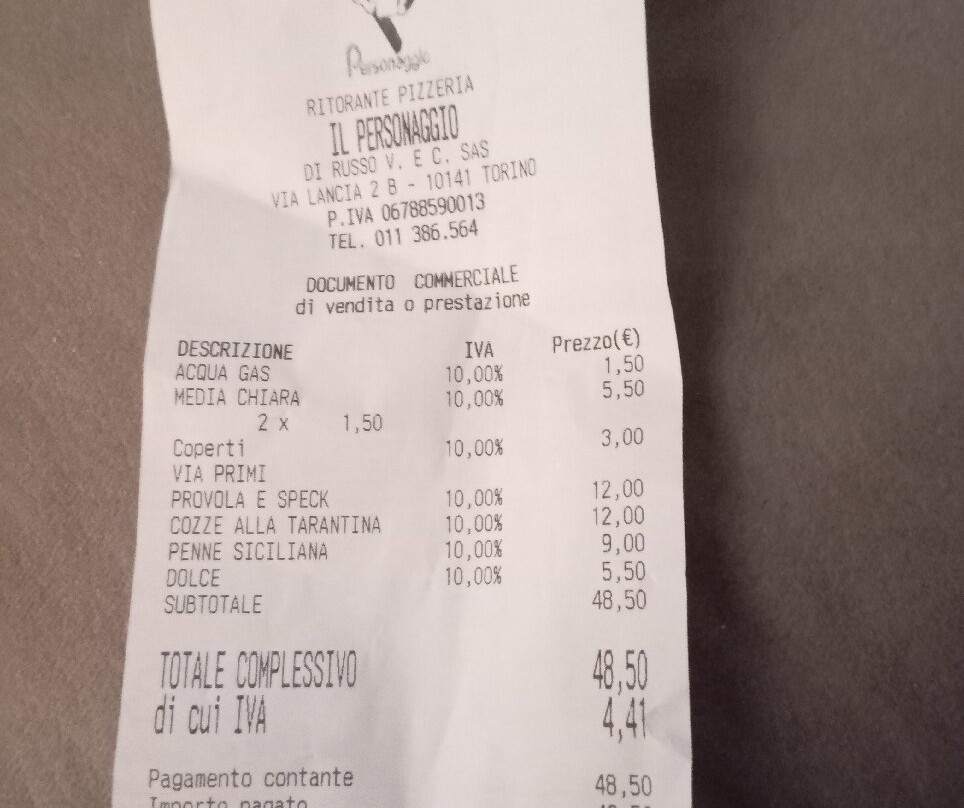 Personaggio
RITORANTE PIZZERIA
IL PERSONAGGIO
DI RUSSO V. E C. SAS
VIA LANCIA 2 B - 10141 TORINO
P.IVA 06788590013
TEL. 011 386.564
DOCUMENTO COMMERCIALE
di vendita o prestazione
DESCRIZIONE IVA Prezzo(€)
ACQUA GAS 10,00% 1,50
MEDIA CHIARA 10,00% 5,50
2 x 1,50
Coperti 10,00% 3,00
VIA PRIMI
PROVOLA E SPECK 10,00% 12,00
COZZE ALLA TARANTINA 10,00% 12,00
PENNE SICILIANA 10,00% 9,00
DOLCE 10,00% 5,50
SUBTOTALE 48,50
TOTALE COMPLESSIVO 48,50
di cui IVA 4,41
Pagamento contante 48,50
Importo pagato